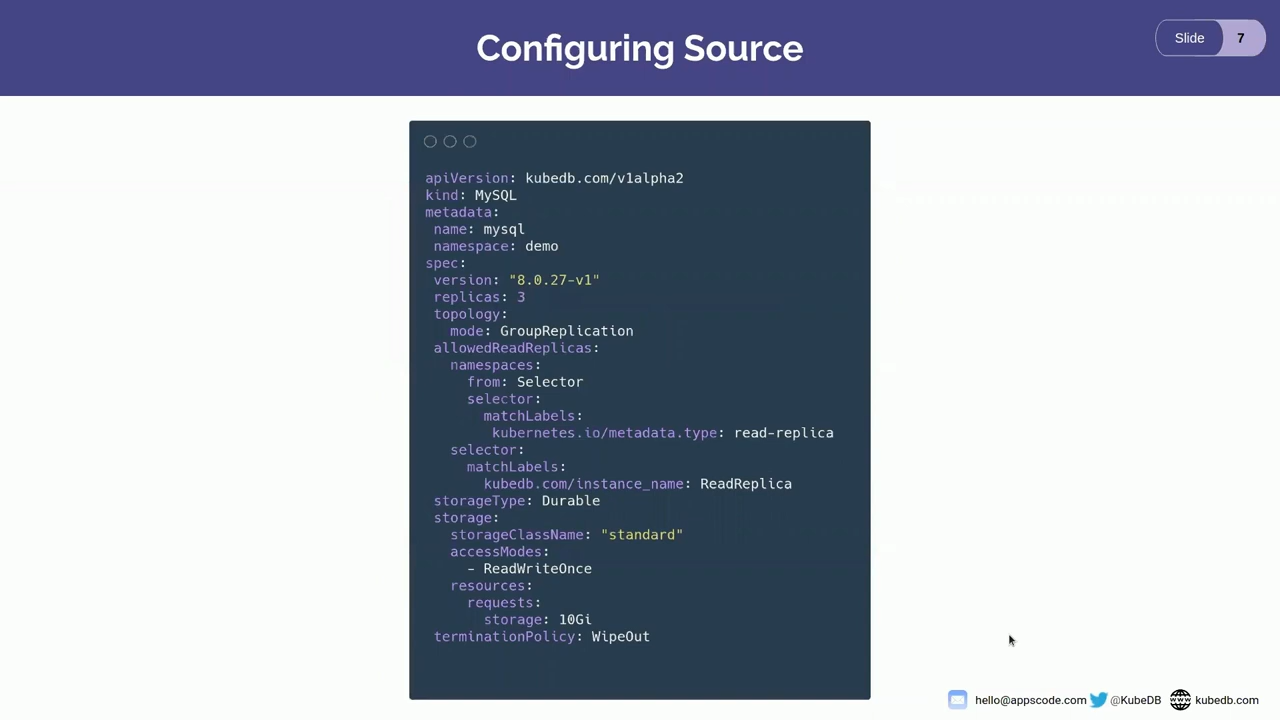 Configuring Source
Slide 7
apiVersion: kubedb.com/v1alpha2
kind: MySQL
metadata:
 name: mysql
 namespace: demo
spec:
 version: "8.0.27-v1"
 replicas: 3
 topology:
   mode: GroupReplication
 allowedReadReplicas:
   namespaces:
     from: Selector
     selector:
       matchLabels:
        kubernetes.io/metadata.type: read-replica
   selector:
     matchLabels:
       kubedb.com/instance_name: ReadReplica
 storageType: Durable
 storage:
   storageClassName: "standard"
   accessModes:
     - ReadWriteOnce
   resources:
     requests:
       storage: 10Gi
 terminationPolicy: WipeOut
hello@appscode.com @KubeDB kubedb.com